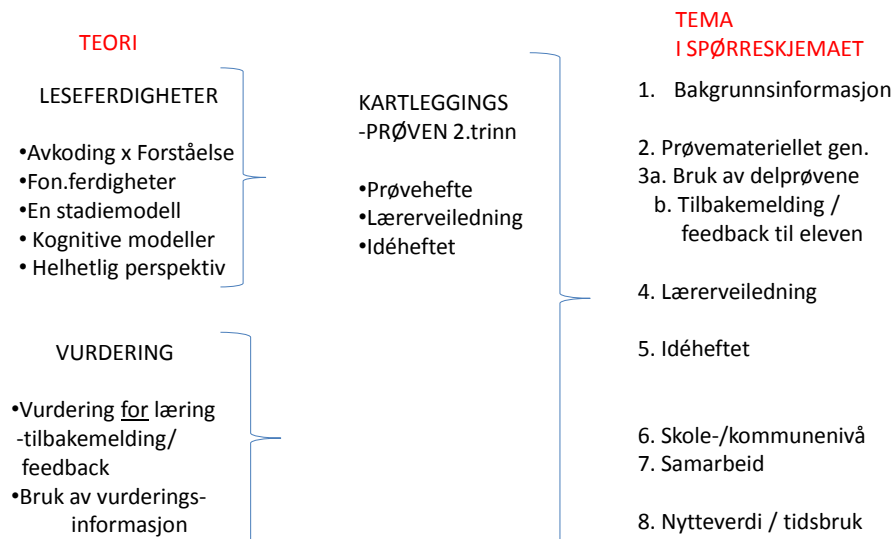 TEORI
LESEFERDIGHETER
•Avkoding x Forståelse
•Fon.ferdigheter
•En stadiemodell
• Kognitive modeller
• Helhetlig perspektiv
VURDERING
•Vurdering for læring
-tilbakemelding/
feedback
•Bruk av vurderings-
informasjon
KARTLEGGINGS
-PRØVEN 2.trinn
•Prøvehefte
•Lærerveiledning
•Idéheftet
TEMA
I SPØRRESKJEMAET
1. Bakgrunnsinformasjon
2. Prøvemateriellet gen.
3a. Bruk av delprøvene
b. Tilbakemelding /
feedback til eleven
4. Lærerveiledning
5. Idéheftet
6. Skole-/kommunenivå
7. Samarbeid
8. Nytteverdi / tidsbruk